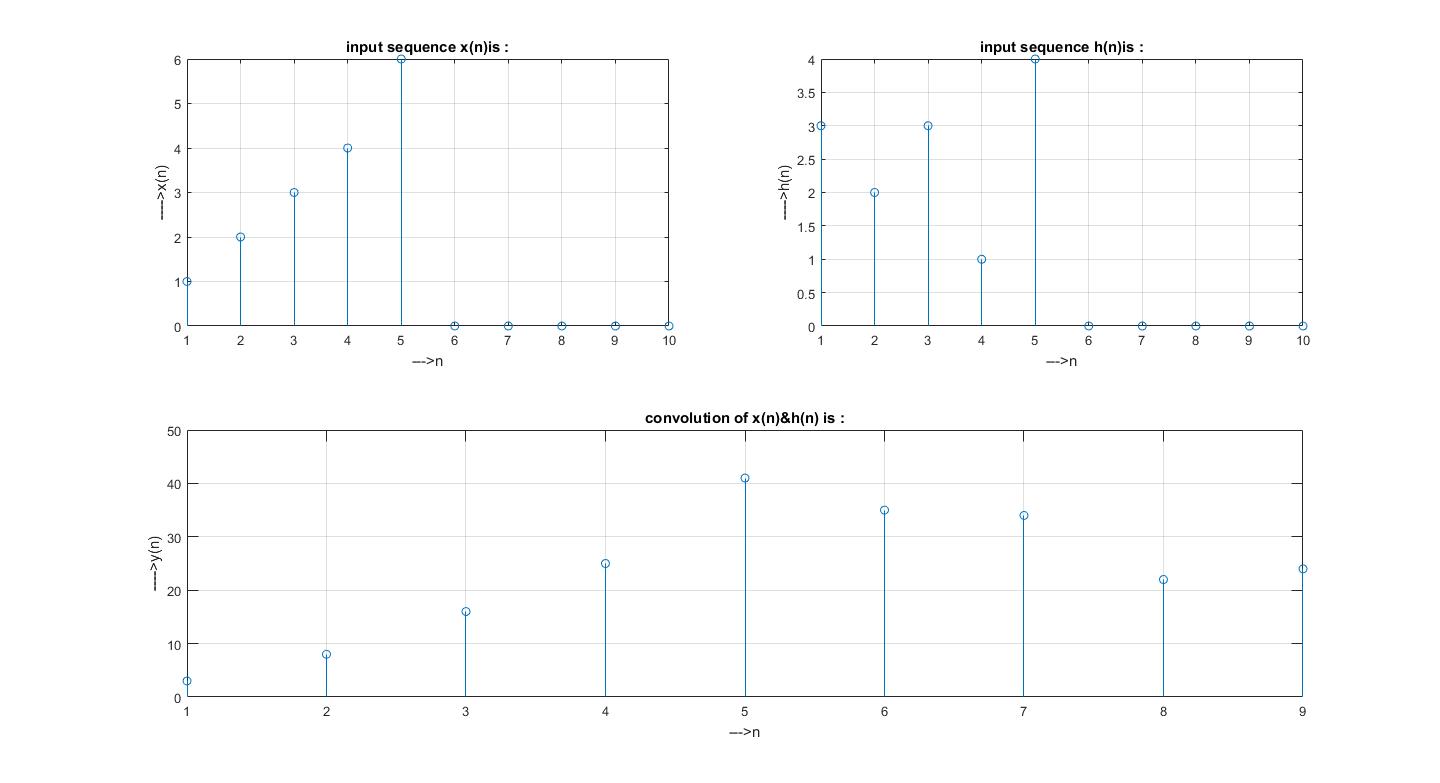 input sequence x(n)is :
6
5
4
3
2
1
0
---->x(n)
1 2 3 4 5 6 7 8 9 10
--->n
input sequence h(n)is :
4
3.5
3
2.5
2
1.5
1
0.5
0
---->h(n)
1 2 3 4 5 6 7 8 9 10
--->n
convolution of x(n)&h(n) is :
50
40
30
20
10
0
---->y(n)
1 2 3 4 5 6 7 8 9
--->n